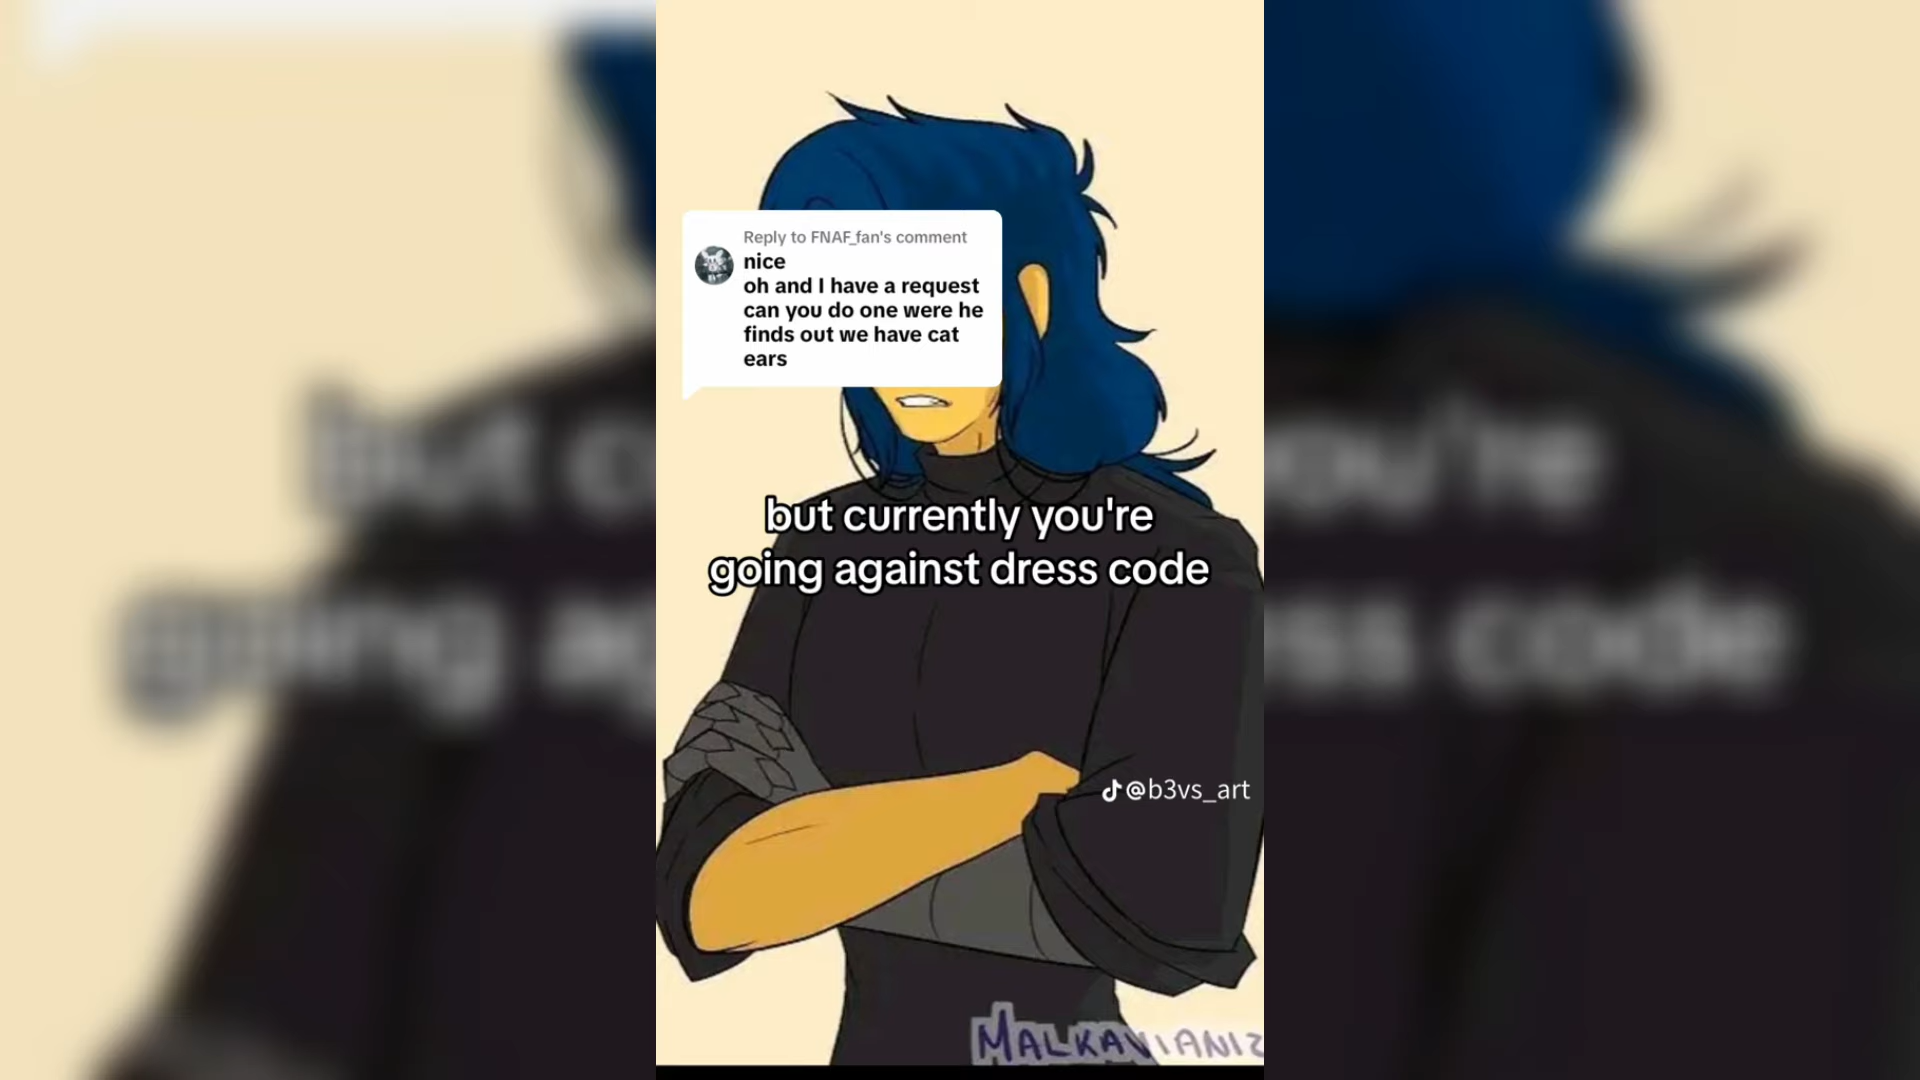 Reply to FNAF_fan's comment
nice
oh and I have a request
can you do one were he
finds out we have cat
ears
but currently you're
going against dress code
@b3vs_art
MALKAVIANIZ